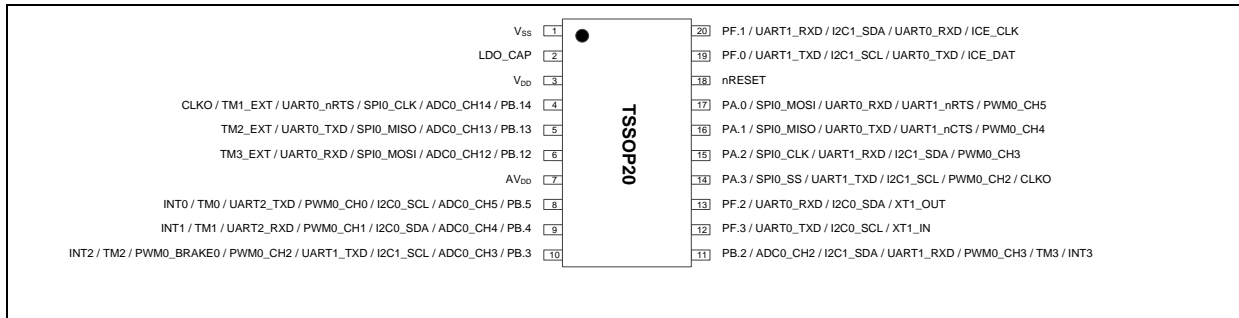 VSS 1
LDO_CAP 2
VDD 3
CLKO / TM1_EXT / UART0_nRTS / SPI0_CLK / ADC0_CH14 / PB.14 4
TM2_EXT / UART0_TXD / SPI0_MISO / ADC0_CH13 / PB.13 5
TM3_EXT / UART0_RXD / SPI0_MOSI / ADC0_CH12 / PB.12 6
AVDD 7
INT0 / TM0 / UART2_TXD / PWM0_CH0 / I2C0_SCL / ADC0_CH5 / PB.5 8
INT1 / TM1 / UART2_RXD / PWM0_CH1 / I2C0_SDA / ADC0_CH4 / PB.4 9
INT2 / TM2 / PWM0_BRAKE0 / PWM0_CH2 / UART1_TXD / I2C1_SCL / ADC0_CH3 / PB.3 10
TSSOP20
20 PF.1 / UART1_RXD / I2C1_SDA / UART0_RXD / ICE_CLK
19 PF.0 / UART1_TXD / I2C1_SCL / UART0_TXD / ICE_DAT
18 nRESET
17 PA.0 / SPI0_MOSI / UART0_RXD / UART1_nRTS / PWM0_CH5
16 PA.1 / SPI0_MISO / UART0_TXD / UART1_nCTS / PWM0_CH4
15 PA.2 / SPI0_CLK / UART1_RXD / I2C1_SDA / PWM0_CH3
14 PA.3 / SPI0_SS / UART1_TXD / I2C1_SCL / PWM0_CH2 / CLKO
13 PF.2 / UART0_RXD / I2C0_SDA / XT1_OUT
12 PF.3 / UART0_TXD / I2C0_SCL / XT1_IN
11 PB.2 / ADC0_CH2 / I2C1_SDA / UART1_RXD / PWM0_CH3 / TM3 / INT3